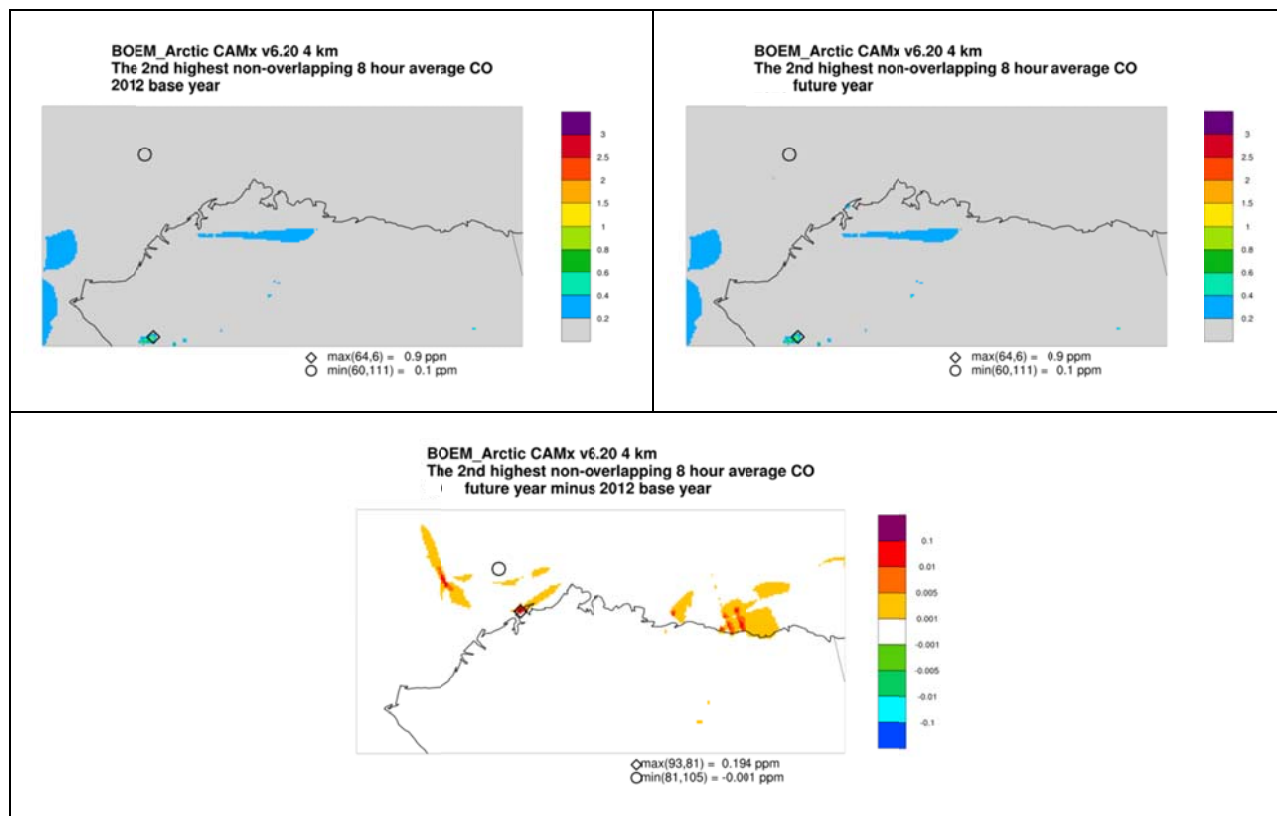 BOEM_Arctic CAMx v6.20 4 km
The 2nd highest non-overlapping 8 hour average CO
2012 base year
3
2.5
2
1.5
1
0.8
0.6
0.4
0.2
max(64,6) = 0.9 ppm
min(60,111) = 0.1 ppm
BOEM_Arctic CAMx v6.20 4 km
The 2nd highest non-overlapping 8 hour average CO
future year
3
2.5
2
1.5
1
0.8
0.6
0.4
0.2
max(64,6) = 0.9 ppm
min(60,111) = 0.1 ppm
BOEM_Arctic CAMx v6.20 4 km
The 2nd highest non-overlapping 8 hour average CO
future year minus 2012 base year
0.1
0.01
0.005
0.001
-0.001
-0.005
-0.01
-0.1
max(93,81) = 0.194 ppm
min(81,105) = -0.001 ppm